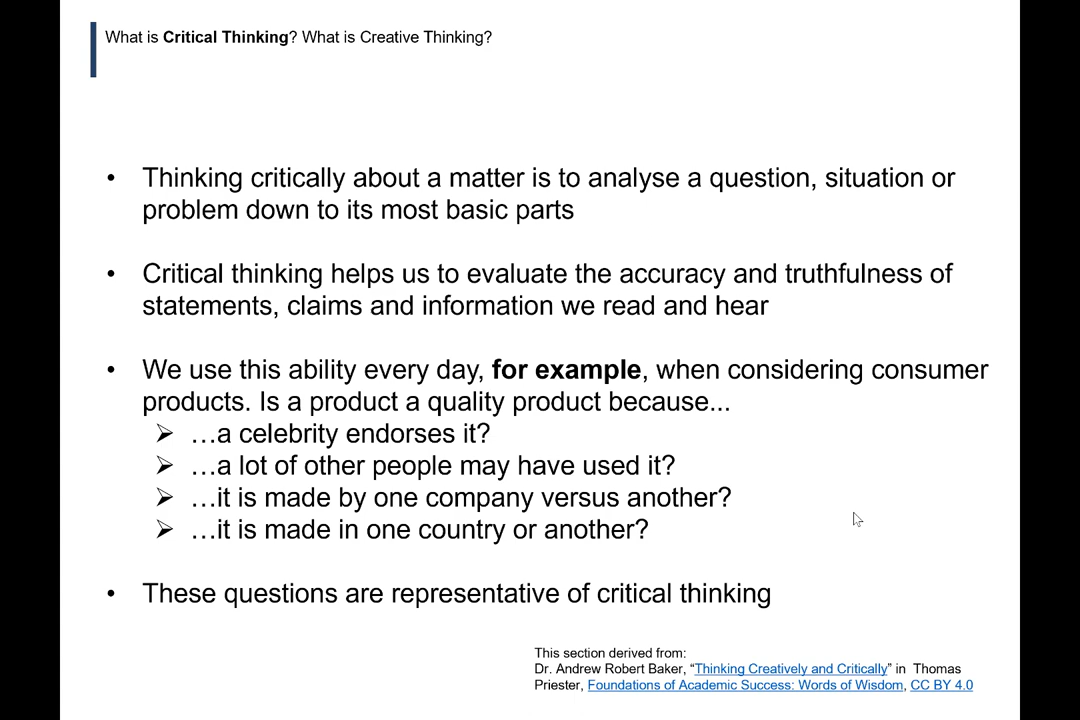 What is Critical Thinking? What is Creative Thinking?
• Thinking critically about a matter is to analyse a question, situation or
problem down to its most basic parts
• Critical thinking helps us to evaluate the accuracy and truthfulness of
statements, claims and information we read and hear
• We use this ability every day, for example, when considering consumer
products. Is a product a quality product because...
➢ …a celebrity endorses it?
➢ …a lot of other people may have used it?
➢ …it is made by one company versus another?
➢ …it is made in one country or another?
• These questions are representative of critical thinking
This section derived from:
Dr. Andrew Robert Baker, “Thinking Creatively and Critically” in Thomas
Priester, Foundations of Academic Success: Words of Wisdom, CC BY 4.0